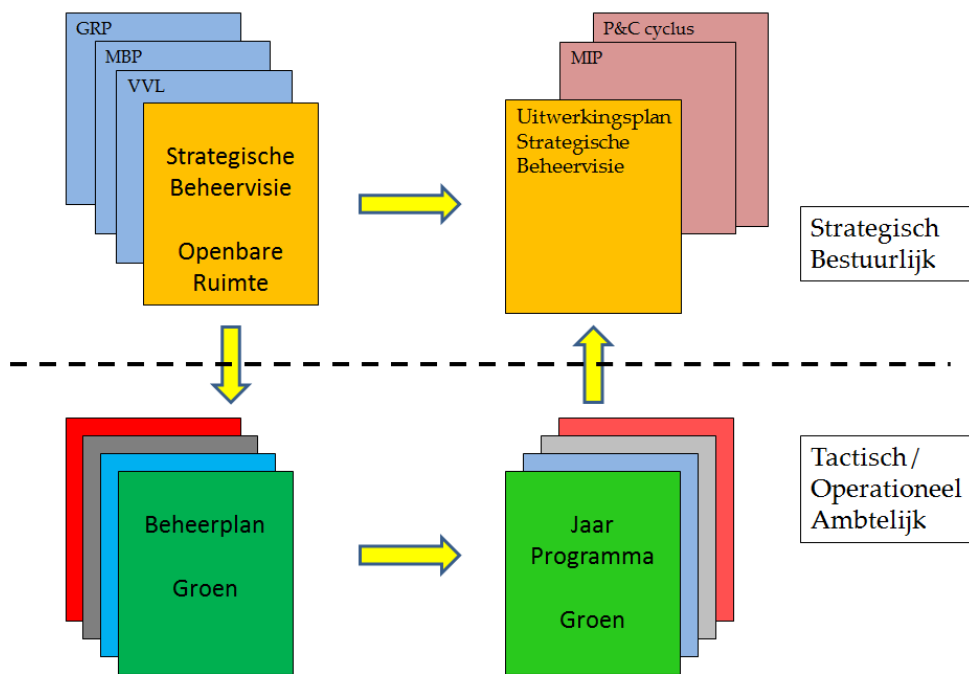 GRP
MBP
VVL
Strategische
Beheervisie
Openbare
Ruimte
P&C cyclus
MIP
Uitwerkingsplan
Strategische
Beheervisie
Strategisch
Bestuurlijk
Beheerplan
Groen
Jaar
Programma
Groen
Tactisch/
Operationeel
Ambtelijk